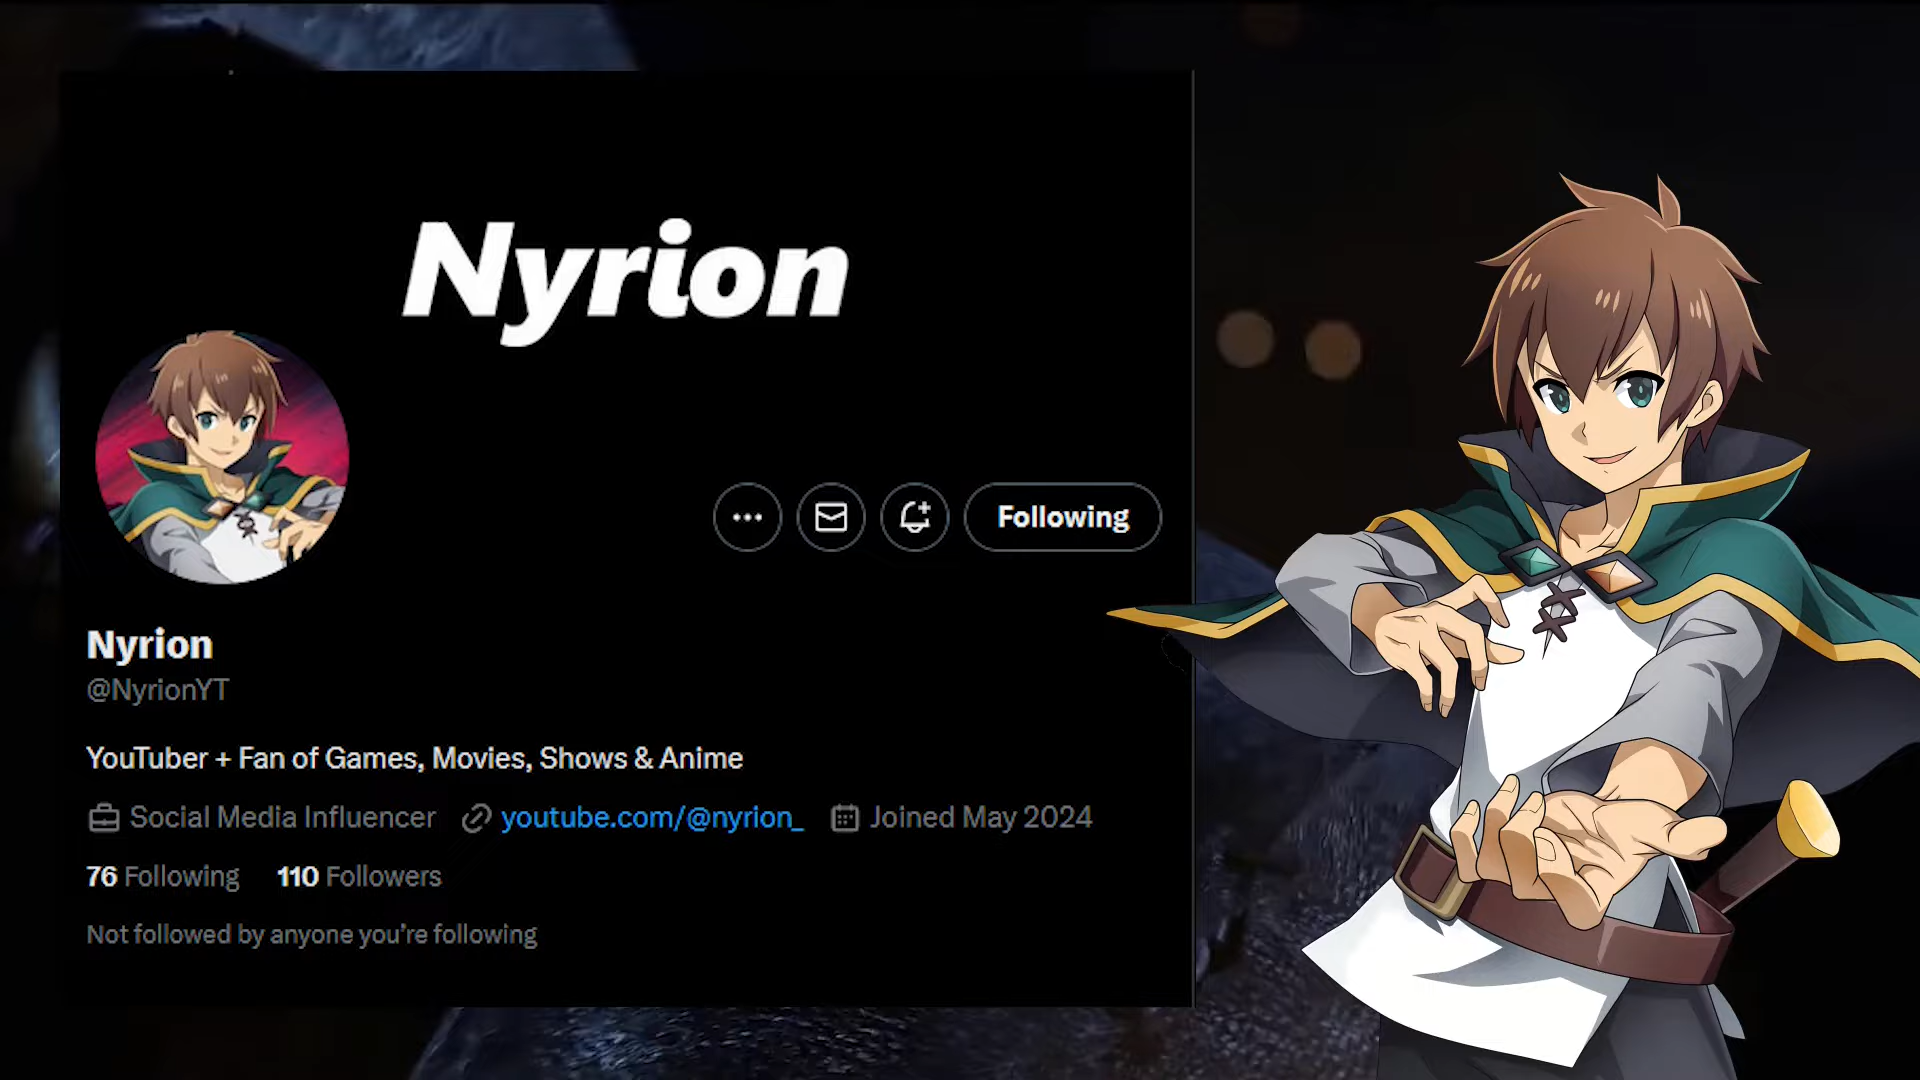 Nyrion
Following
Nyrion
@NyrionYT
YouTuber + Fan of Games, Movies, Shows & Anime
Social Media Influencer youtube.com/@nyrion_ Joined May 2024
76 Following 110 Followers
Not followed by anyone you're following